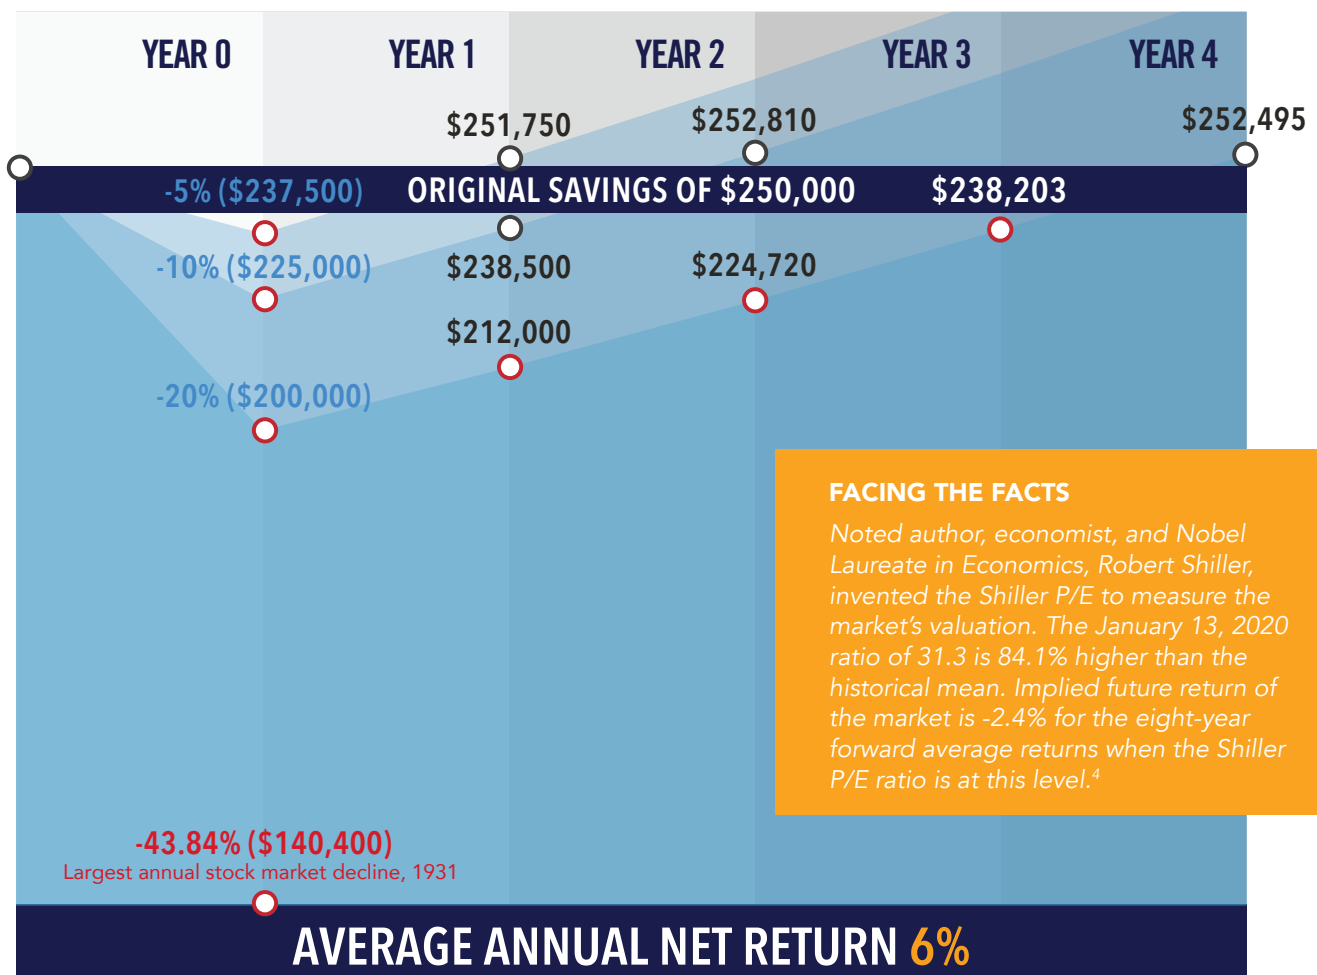 YEAR 0 YEAR 1 YEAR 2 YEAR 3 YEAR 4
$251,750 $252,810 $252,495
-5% ($237,500) ORIGINAL SAVINGS OF $250,000 $238,203
-10% ($225,000) $238,500 $224,720
$212,000
-20% ($200,000)
FACING THE FACTS
Noted author, economist, and Nobel
Laureate in Economics, Robert Shiller,
invented the Shiller P/E to measure the
market’s valuation. The January 13, 2020
ratio of 31.3 is 84.1% higher than the
historical mean. Implied future return of
the market is -2.4% for the eight-year
forward average returns when the Shiller
P/E ratio is at this level.4
-43.84% ($140,400)
Largest annual stock market decline, 1931
AVERAGE ANNUAL NET RETURN 6%